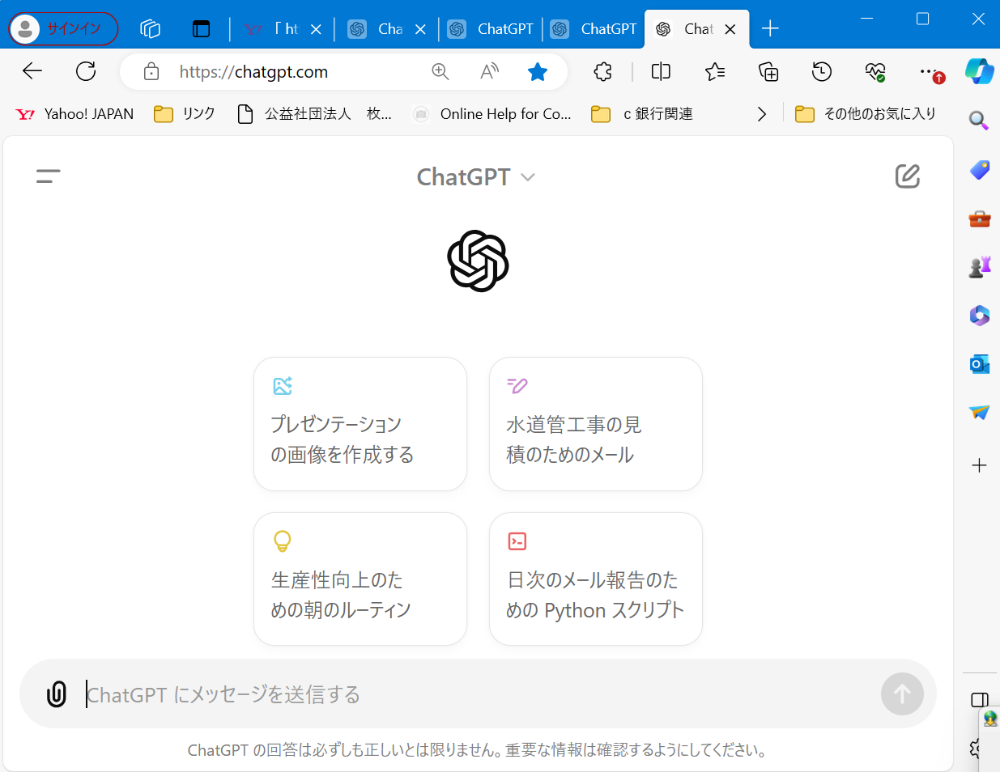 サインイン
「 ht
Cha
ChatGPT
ChatGPT
Chat
https://chatgpt.com
Yahoo! JAPAN
リンク
公益社団法人　枚...
Online Help for Co...
c 銀行関連
その他のお気に入り
ChatGPT
プレゼンテーション
の画像を作成する
水道管工事の見
積のためのメール
生産性向上のた
めの朝のルーティン
日次のメール報告のた
めの Python スクリプト
ChatGPT にメッセージを送信する
ChatGPT の回答は必ずしも正しいとは限りません。重要な情報は確認するようにしてください。